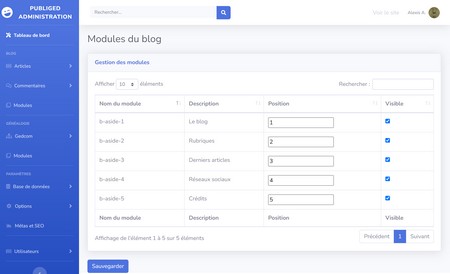 PUBLIGED
ADMINISTRATION
Tableau de bord
BLOG
Articles
Commentaires
Modules
GÉNÉALOGIE
Gedcom
Modules
PARAMÈTRES
Base de données
Options
Métas et SEO
Utilisateurs
Rechercher...
Voir le site
Alexis A.
Modules du blog
Gestion des modules
Afficher 10 éléments
Rechercher :
Nom du module Description Position Visible
b-aside-1 Le blog 1
b-aside-2 Rubriques 2
b-aside-3 Derniers articles 3
b-aside-4 Réseaux sociaux 4
b-aside-5 Crédits 5
Nom du module Description Position Visible
Affichage de l'élément 1 à 5 sur 5 éléments
Précédent 1 Suivant
Sauvegarder